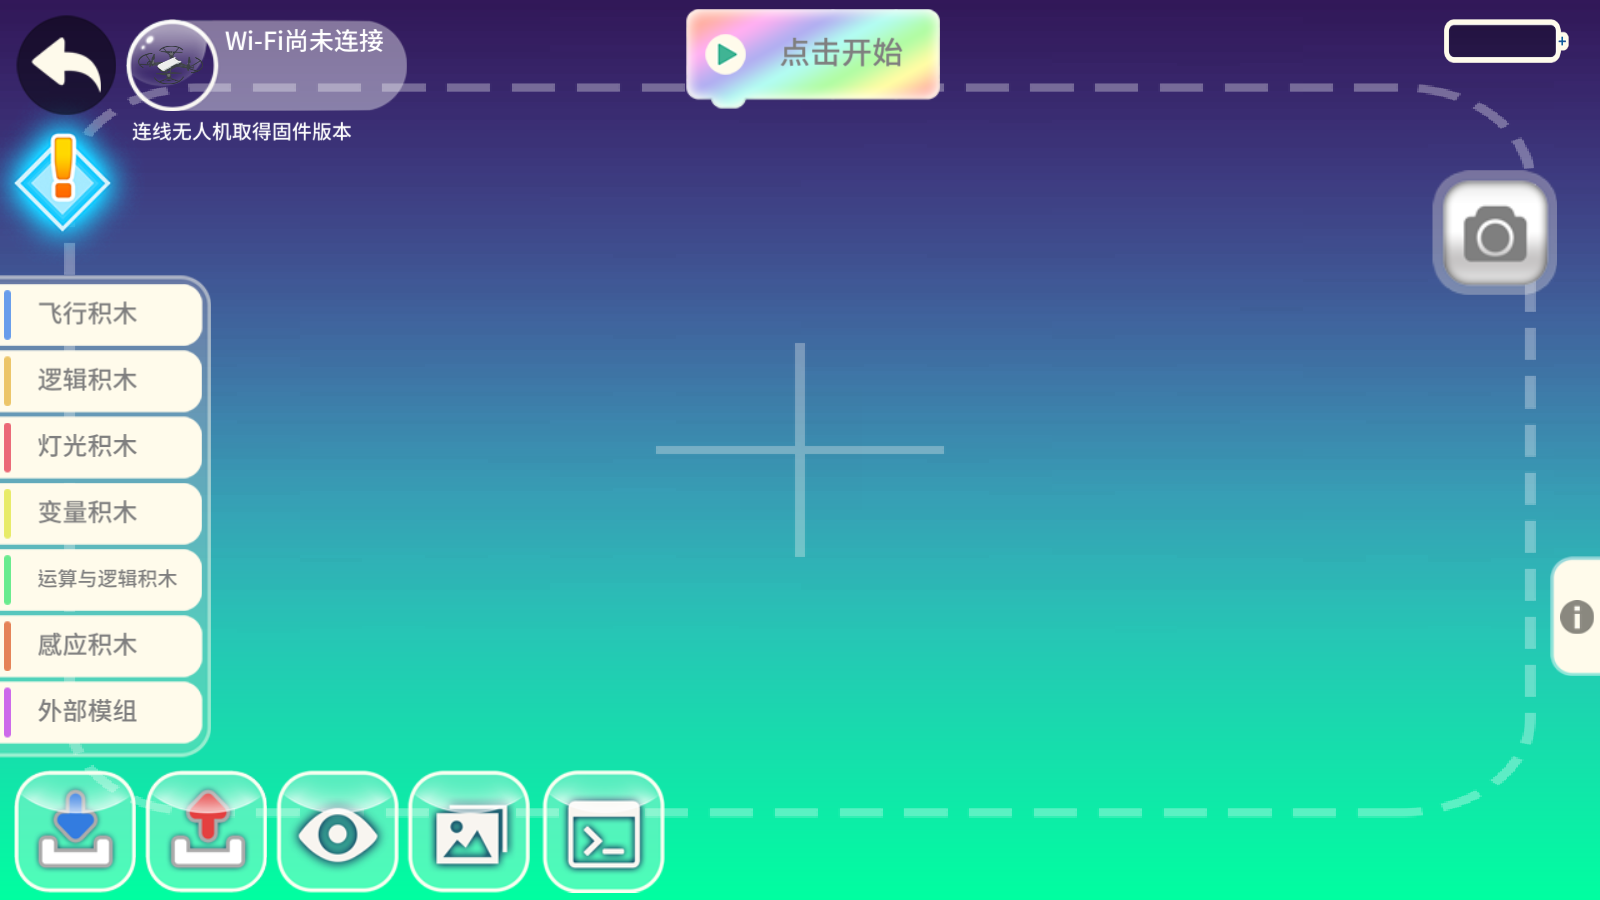 Wi-Fi尚未连接
点击开始
连线无人机取得固件版本
飞行积木
逻辑积木
灯光积木
变量积木
运算与逻辑积木
感应积木
外部模组